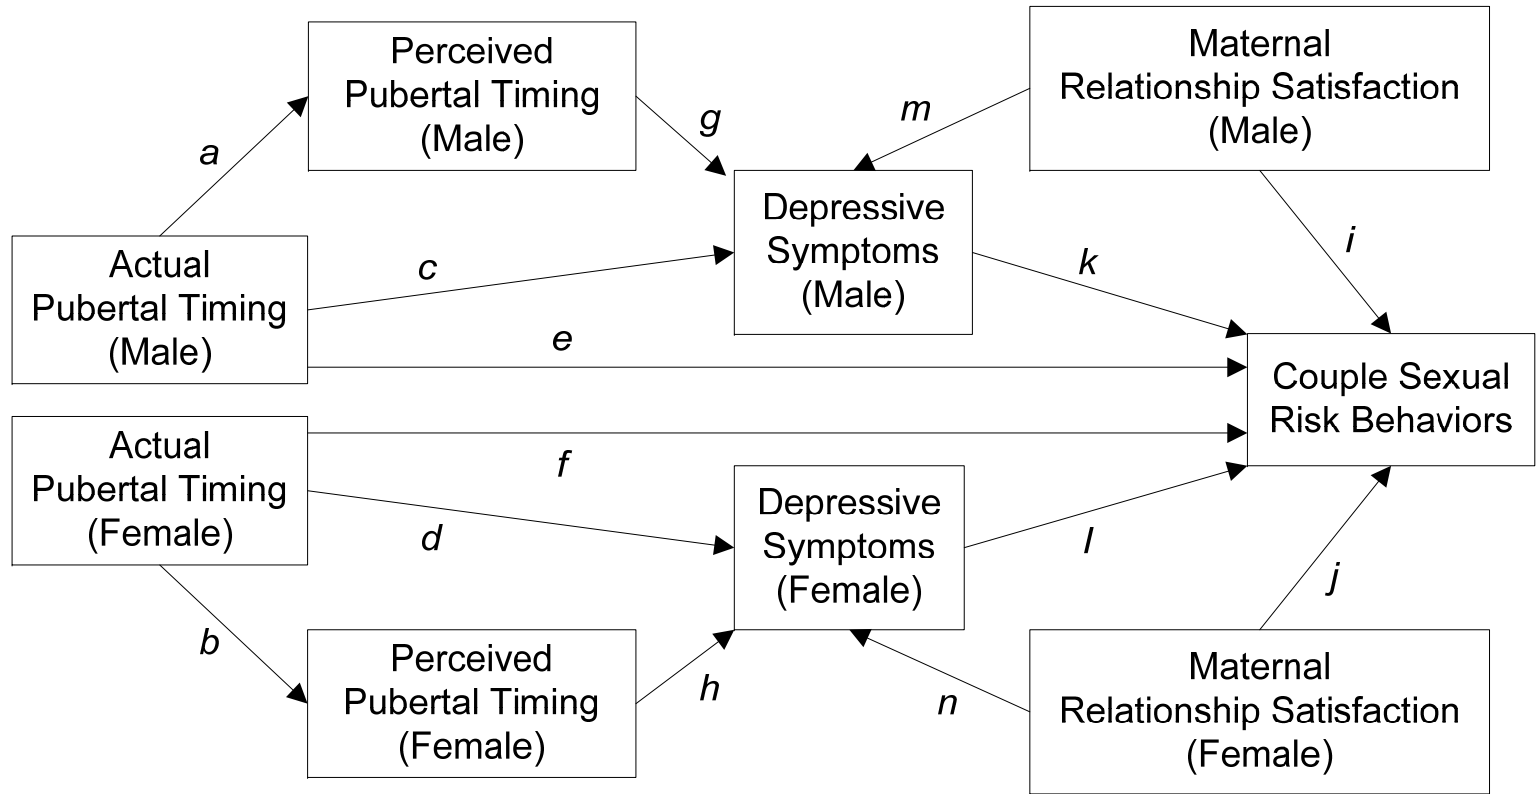 Perceived
Pubertal Timing
(Male)
Maternal
Relationship Satisfaction
(Male)
a
g
m
Actual
Pubertal Timing
(Male)
c
Depressive
Symptoms
(Male)
k
i
e
Couple Sexual
Risk Behaviors
Actual
Pubertal Timing
(Female)
f
d
Depressive
Symptoms
(Female)
l
j
b
h
n
Perceived
Pubertal Timing
(Female)
Maternal
Relationship Satisfaction
(Female)